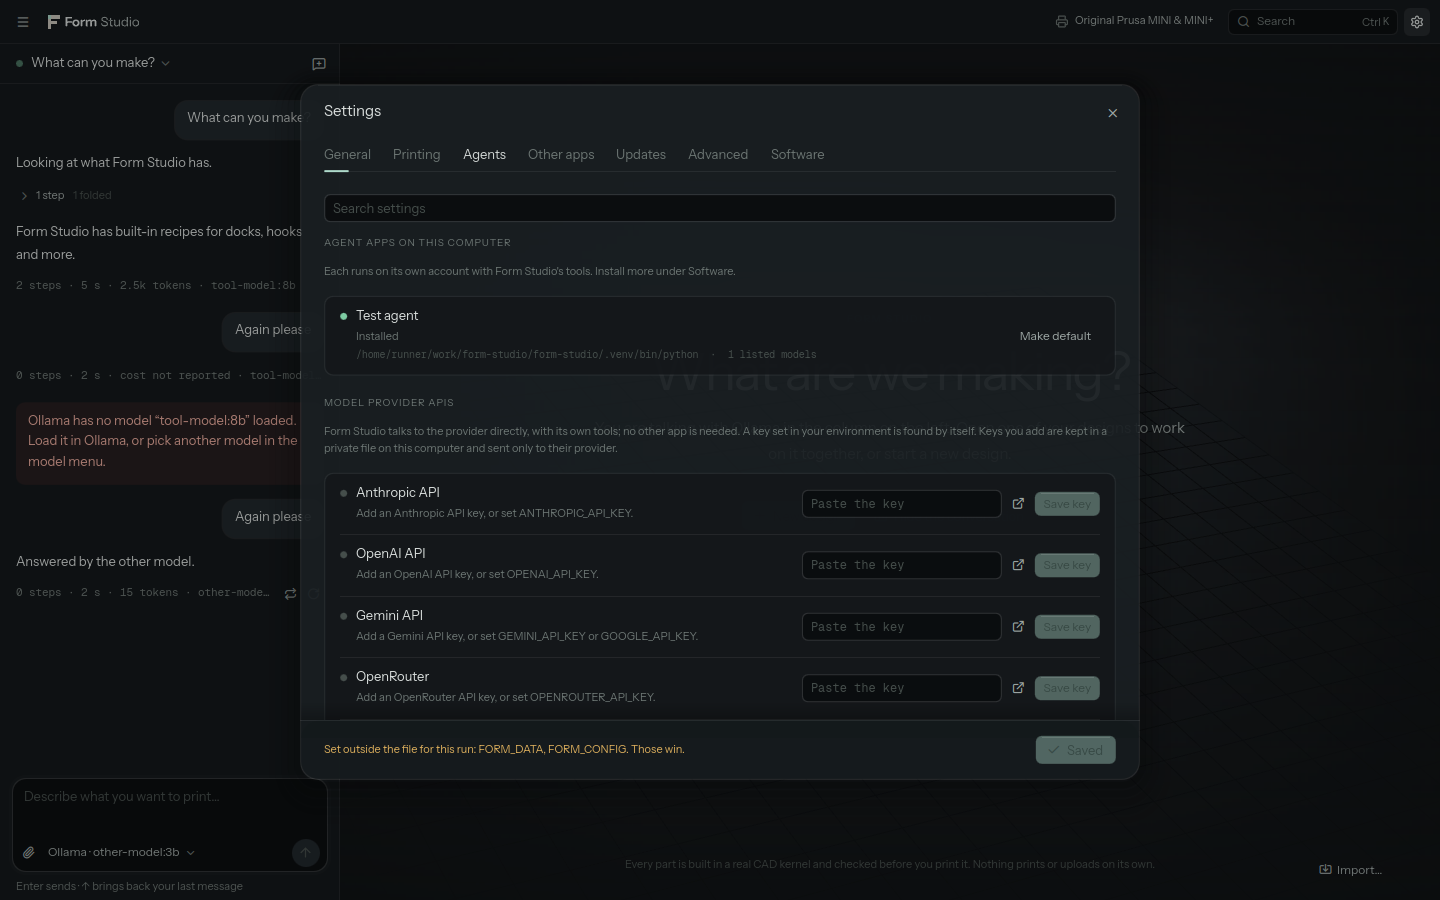 Form Studio
Original Prusa MINI & MINI+
Search
Ctrl K
What can you make?
What can you make
Looking at what Form Studio has.
1 step 1 folded
Form Studio has built-in recipes for docks, hooks
and more.
2 steps · 5 s · 2.5k tokens · tool-model:8b
Again please
0 steps · 2 s · cost not reported · tool-mod
Ollama has no model “tool-model:8b” loaded.
Load it in Ollama, or pick another model in the
model menu.
Again please
Answered by the other model.
0 steps · 2 s · 15 tokens · other-mode…
Describe what you want to print…
Ollama · other-model:3b
Enter sends · ↑ brings back your last message
Settings
General Printing Agents Other apps Updates Advanced Software
Search settings
AGENT APPS ON THIS COMPUTER
Each runs on its own account with Form Studio's tools. Install more under Software.
Test agent
Installed
Make default
/home/runner/work/form-studio/form-studio/.venv/bin/python · 1 listed models
What are we making?
MODEL PROVIDER APIS
Form Studio talks to the provider directly, with its own tools; no other app is needed. A key set in your environment is found by itself. Keys you add are kept in a
private file on this computer and sent only to their provider.
to work
on it together, or start a new design.
Anthropic API
Add an Anthropic API key, or set ANTHROPIC_API_KEY.
Paste the key
Save key
OpenAI API
Add an OpenAI API key, or set OPENAI_API_KEY.
Paste the key
Save key
Gemini API
Add a Gemini API key, or set GEMINI_API_KEY or GOOGLE_API_KEY.
Paste the key
Save key
OpenRouter
Add an OpenRouter API key, or set OPENROUTER_API_KEY.
Paste the key
Save key
Set outside the file for this run: FORM_DATA, FORM_CONFIG. Those win.
Saved
Every part is built in a real CAD kernel and checked before you print it. Nothing prints or uploads on its own.
Import…